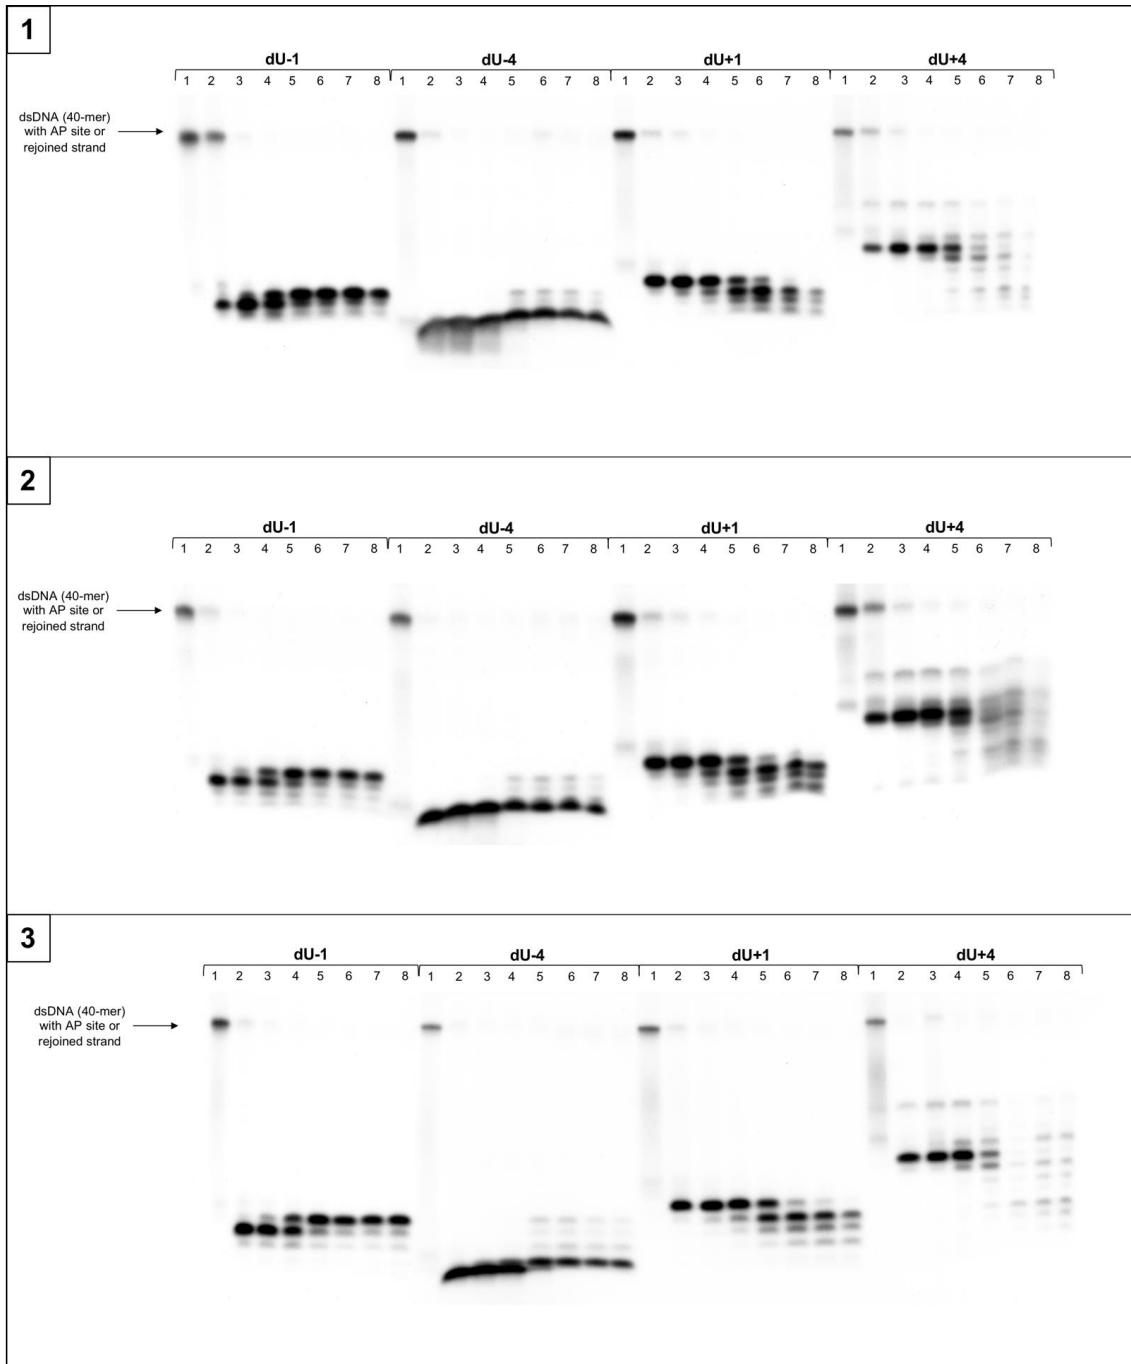 1
dU-1 dU-4 dU+1 dU+4
1 2 3 4 5 6 7 8 1 2 3 4 5 6 7 8 1 2 3 4 5 6 7 8 1 2 3 4 5 6 7 8
dsDNA (40-mer)
with AP site or
rejoined strand
2
dU-1 dU-4 dU+1 dU+4
1 2 3 4 5 6 7 8 1 2 3 4 5 6 7 8 1 2 3 4 5 6 7 8 1 2 3 4 5 6 7 8
dsDNA (40-mer)
with AP site or
rejoined strand
3
dU-1 dU-4 dU+1 dU+4
1 2 3 4 5 6 7 8 1 2 3 4 5 6 7 8 1 2 3 4 5 6 7 8 1 2 3 4 5 6 7 8
dsDNA (40-mer)
with AP site or
rejoined strand